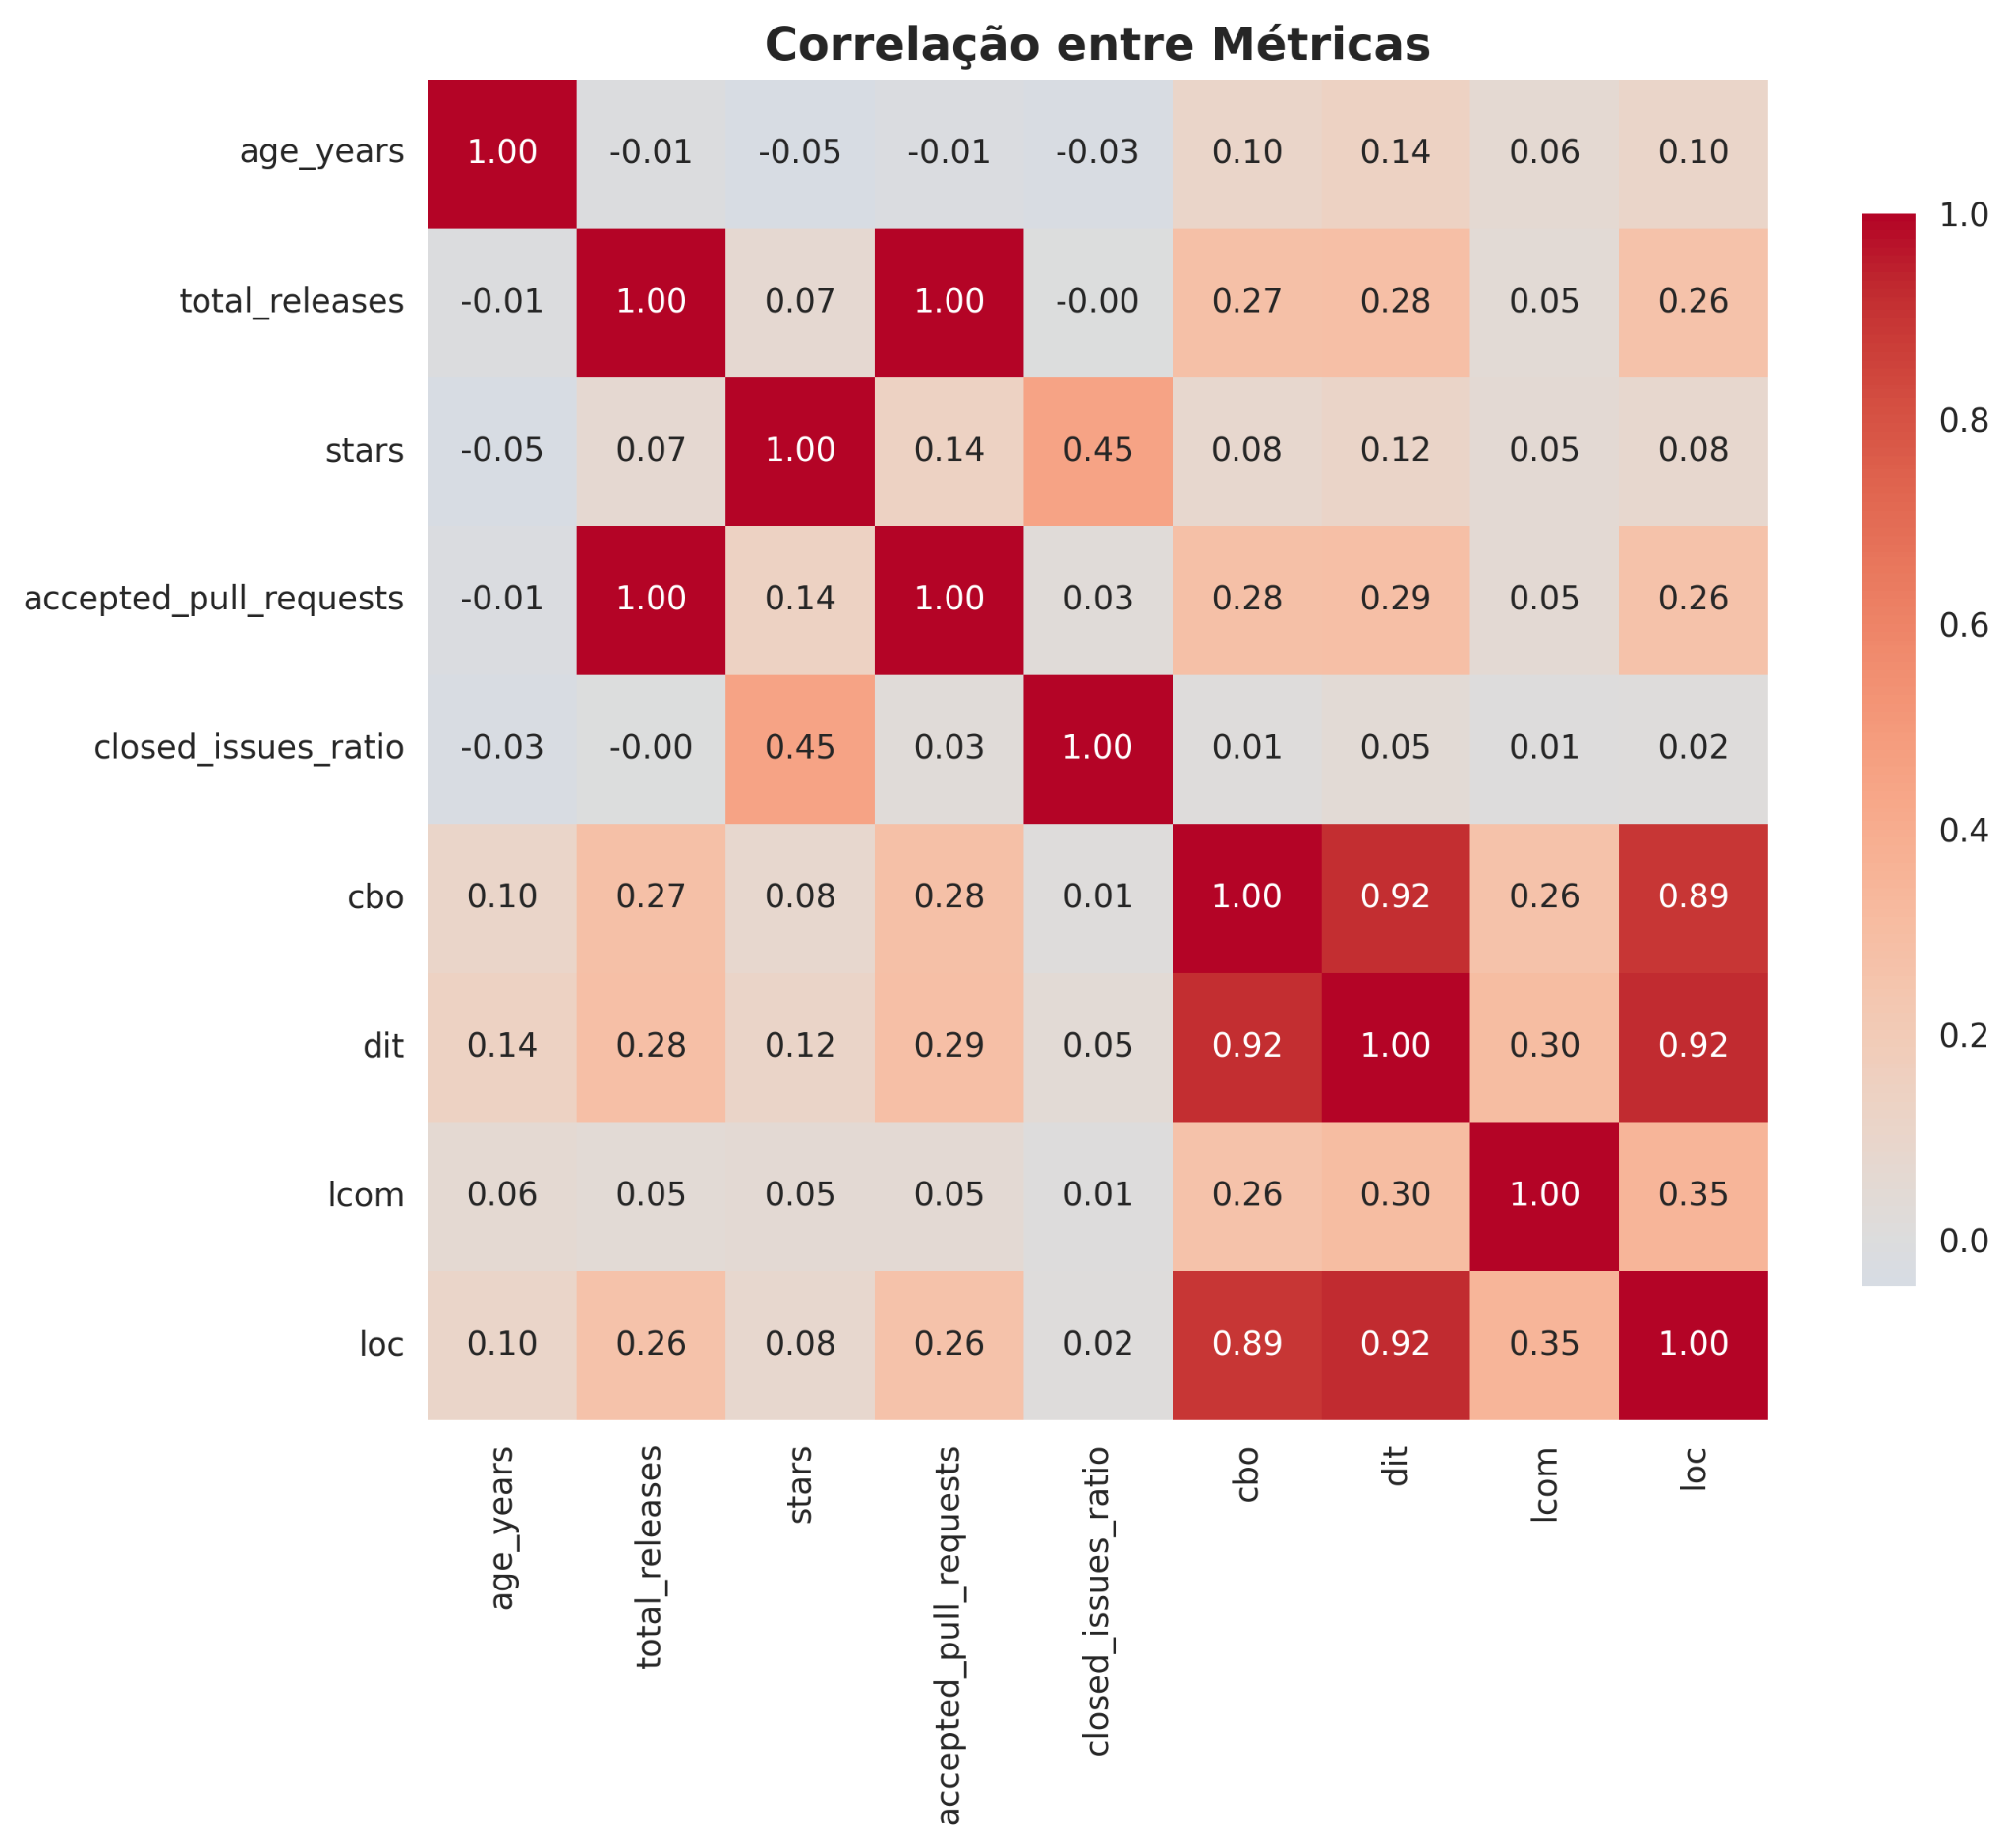 Correlação entre Métricas
age_years 1.00 -0.01 -0.05 -0.01 -0.03 0.10 0.14 0.06 0.10
total_releases -0.01 1.00 0.07 1.00 -0.00 0.27 0.28 0.05 0.26
stars -0.05 0.07 1.00 0.14 0.45 0.08 0.12 0.05 0.08
accepted_pull_requests -0.01 1.00 0.14 1.00 0.03 0.28 0.29 0.05 0.26
closed_issues_ratio -0.03 -0.00 0.45 0.03 1.00 0.01 0.05 0.01 0.02
cbo 0.10 0.27 0.08 0.28 0.01 1.00 0.92 0.26 0.89
dit 0.14 0.28 0.12 0.29 0.05 0.92 1.00 0.30 0.92
lcom 0.06 0.05 0.05 0.05 0.01 0.26 0.30 1.00 0.35
loc 0.10 0.26 0.08 0.26 0.02 0.89 0.92 0.35 1.00
age_years
total_releases
stars
accepted_pull_requests
closed_issues_ratio
cbo
dit
lcom
loc
1.0
0.8
0.6
0.4
0.2
0.0